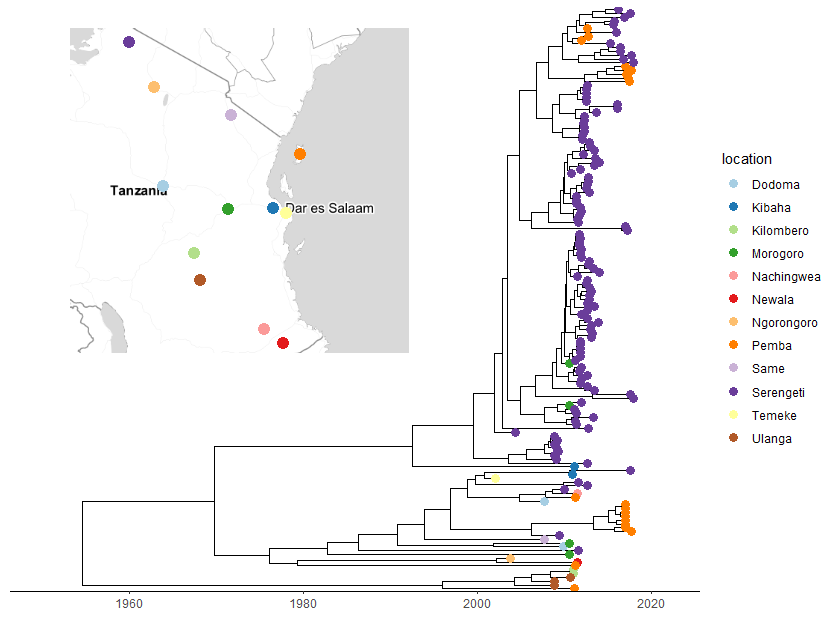 Tanzania
Dar es Salaam
location
Dodoma
Kibaha
Kilombero
Morogoro
Nachingwea
Newala
Ngorongoro
Pemba
Same
Serengeti
Temeke
Ulanga
1960
1980
2000
2020